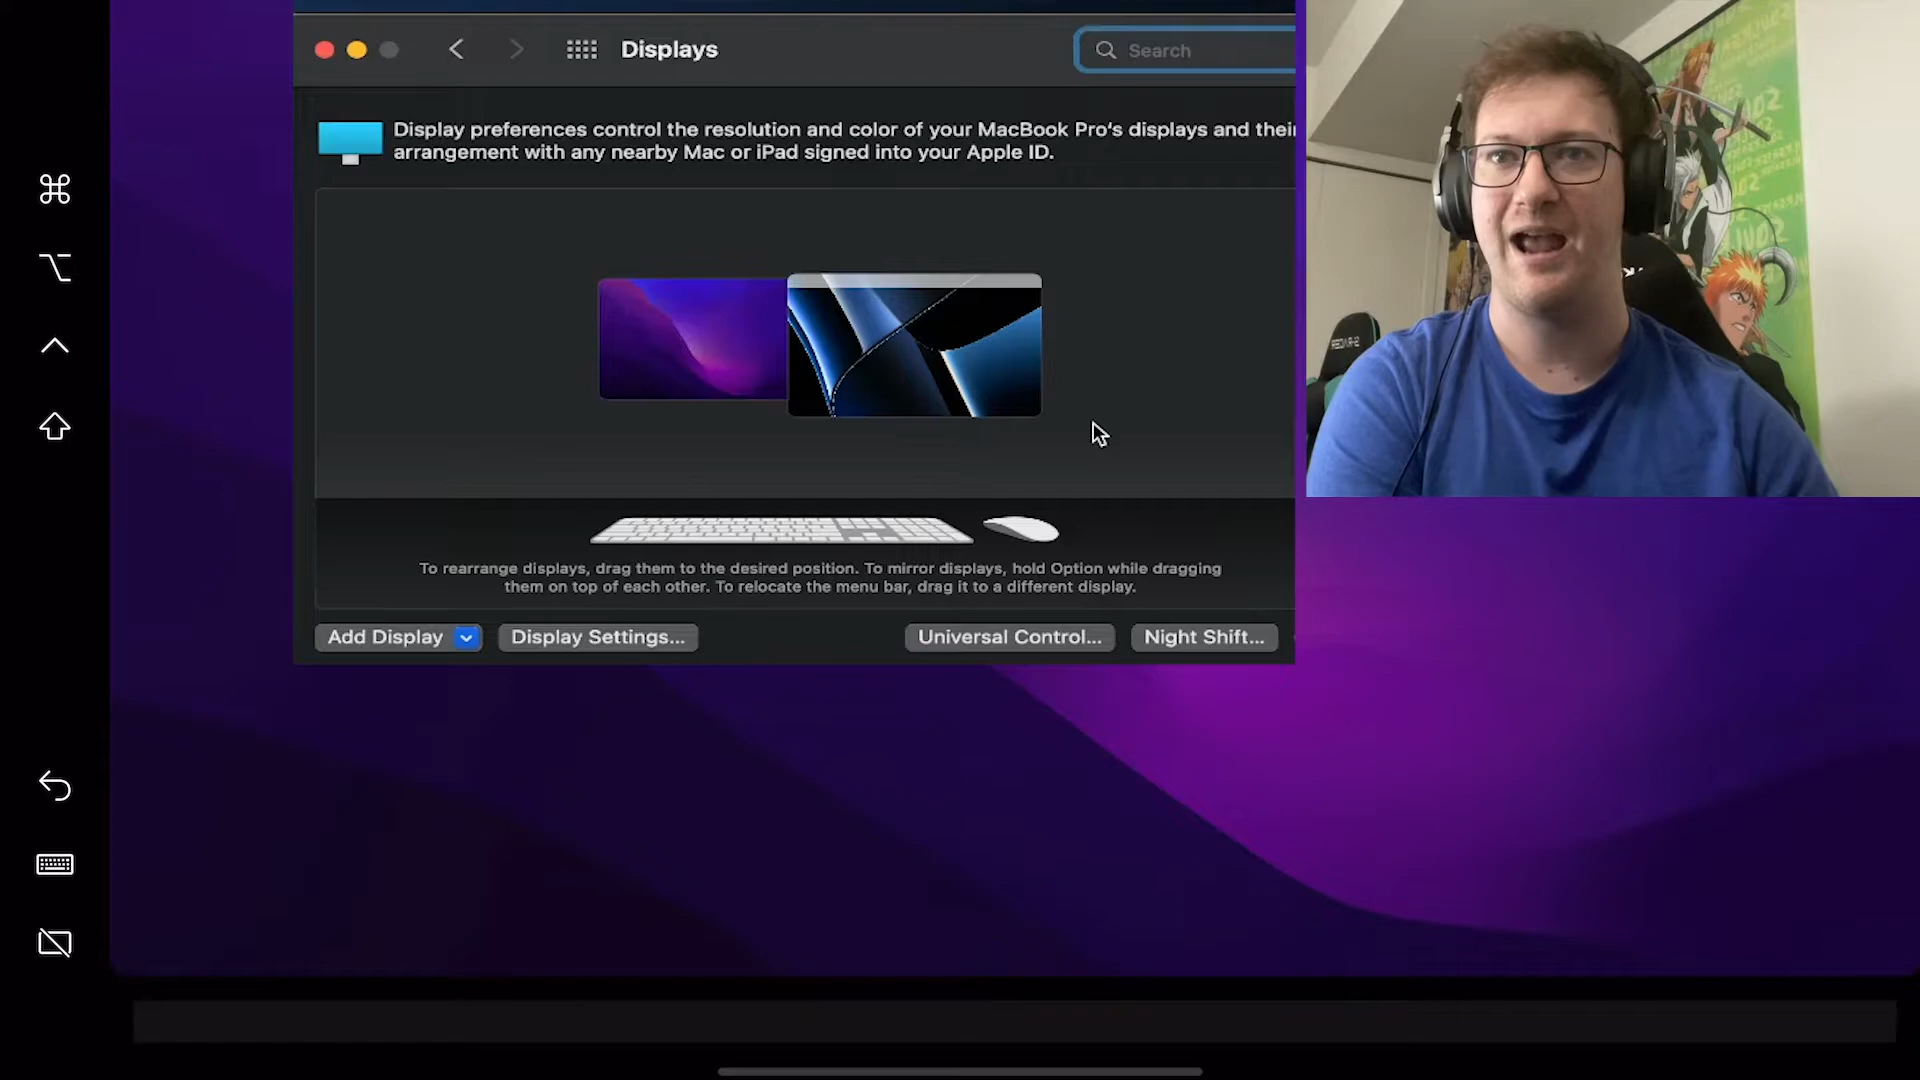 Displays
Search
Display preferences control the resolution and color of your MacBook Pro's displays and their
arrangement with any nearby Mac or iPad signed into your Apple ID.
To rearrange displays, drag them to the desired position. To mirror displays, hold Option while dragging
them on top of each other. To relocate the menu bar, drag it to a different display.
Add Display
Display Settings...
Universal Control...
Night Shift...